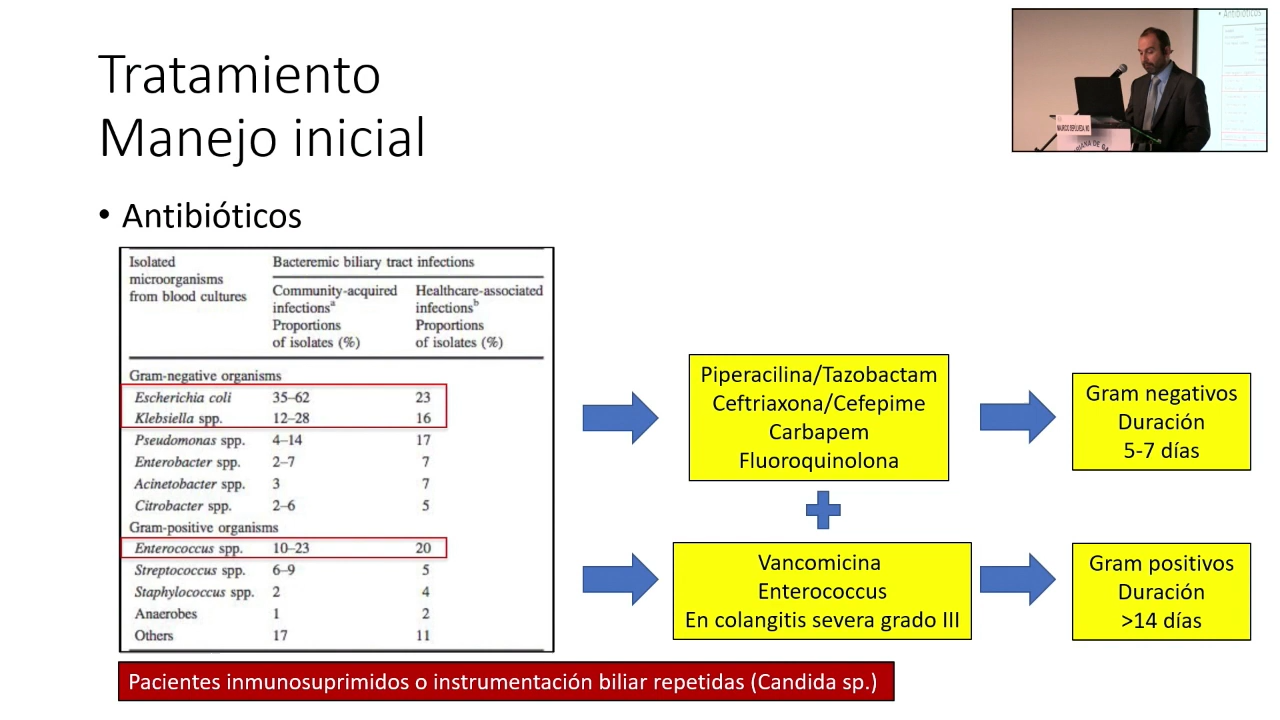 Tratamiento
Manejo inicial
• Antibióticos
Isolated microorganisms from blood cultures
Bacteremic biliary tract infections
Community-acquired infectionsᵃ Proportions of isolates (%)
Healthcare-associated infectionsᵇ Proportions of isolates (%)
Gram-negative organisms
Escherichia coli 35–62 23
Klebsiella spp. 12–28 16
Pseudomonas spp. 4–14 17
Enterobacter spp. 2–7 7
Acinetobacter spp. 3 7
Citrobacter spp. 2–6 5
Gram-positive organisms
Enterococcus spp. 10–23 20
Streptococcus spp. 6–9 5
Staphylococcus spp. 2 4
Anaerobes 1 2
Others 17 11
Piperacilina/Tazobactam
Ceftriaxona/Cefepime
Carbapem
Fluoroquinolona
Gram negativos
Duración
5-7 días
Vancomicina
Enterococcus
En colangitis severa grado III
Gram positivos
Duración
>14 días
Pacientes inmunosuprimidos o instrumentación biliar repetidas (Candida sp.)